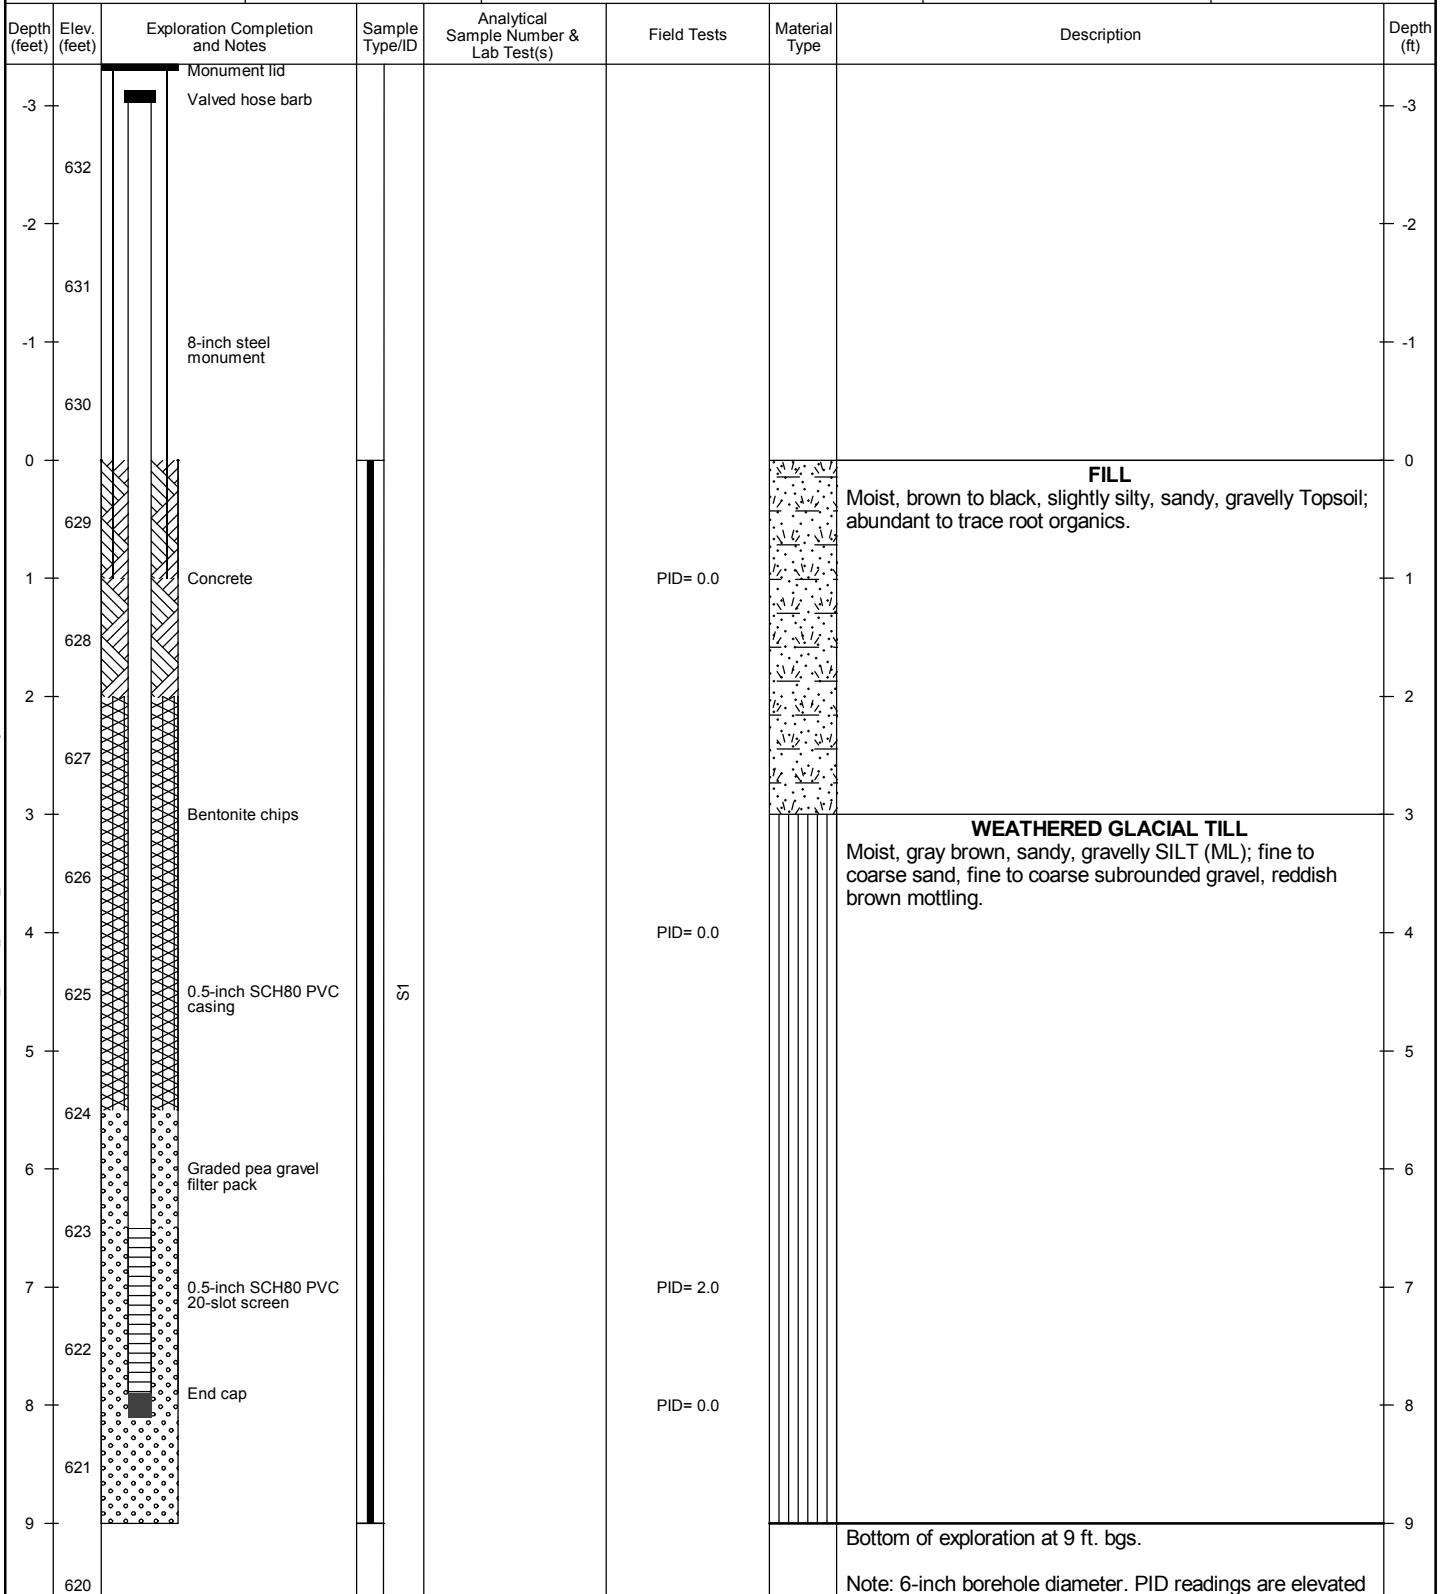 Depth (feet)
Elev. (feet)
Exploration Completion
and Notes
Sample
Type/ID
Analytical
Sample Number &
Lab Test(s)
Field Tests
Material
Type
Description
Depth
(ft)
Monument lid
-3
Valved hose barb
-3
632
-2
-2
631
-1
8-inch steel
monument
-1
630
0
0
FILL
Moist, brown to black, slightly silty, sandy, gravelly Topsoil;
abundant to trace root organics.
629
1
Concrete
PID= 0.0
1
628
2
2
627
3
Bentonite chips
3
WEATHERED GLACIAL TILL
Moist, gray brown, sandy, gravelly SILT (ML); fine to
coarse sand, fine to coarse subrounded gravel, reddish
brown mottling.
626
4
PID= 0.0
4
625
0.5-inch SCH80 PVC
casing
S1
5
5
624
6
Graded pea gravel
filter pack
6
623
7
0.5-inch SCH80 PVC
20-slot screen
PID= 2.0
7
622
End cap
8
PID= 0.0
8
621
9
9
Bottom of exploration at 9 ft. bgs.
620
Note: 6-inch borehole diameter. PID readings are elevated